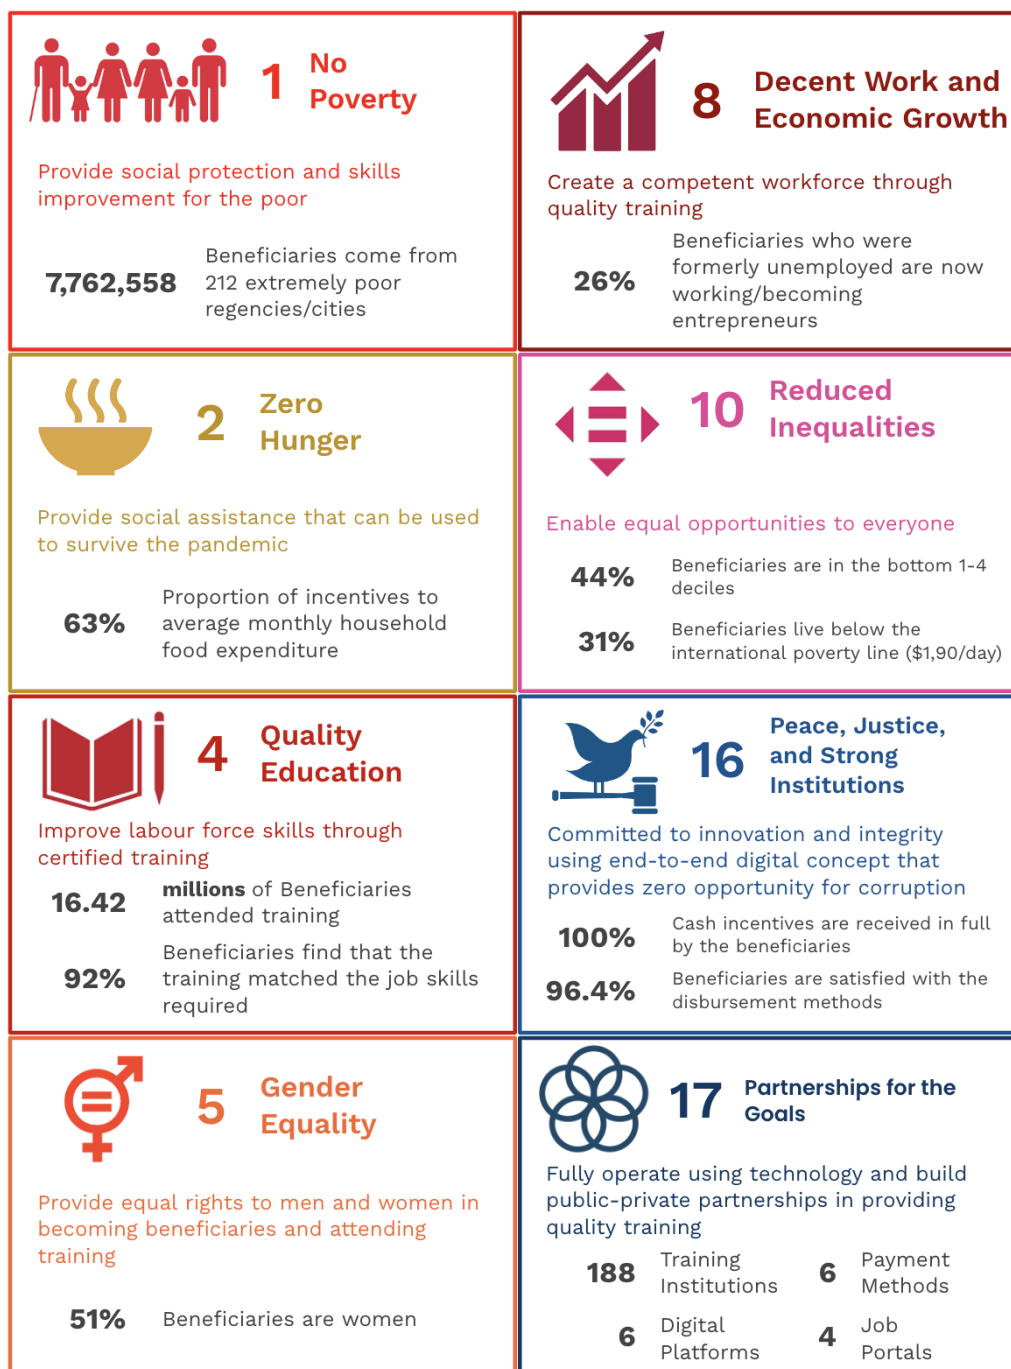 1
No
Poverty
Provide social protection and skills
improvement for the poor
7,762,558
Beneficiaries come from
212 extremely poor
regencies/cities
8
Decent Work and
Economic Growth
Create a competent workforce through
quality training
26%
Beneficiaries who were
formerly unemployed are now
working/becoming
entrepreneurs
2
Zero
Hunger
Provide social assistance that can be used
to survive the pandemic
63%
Proportion of incentives to
average monthly household
food expenditure
10
Reduced
Inequalities
Enable equal opportunities to everyone
44%
Beneficiaries are in the bottom 1-4
deciles
31%
Beneficiaries live below the
international poverty line ($1,90/day)
4
Quality
Education
Improve labour force skills through
certified training
16.42
millions of Beneficiaries
attended training
92%
Beneficiaries find that the
training matched the job skills
required
16
Peace, Justice,
and Strong
Institutions
Committed to innovation and integrity
using end-to-end digital concept that
provides zero opportunity for corruption
100%
Cash incentives are received in full
by the beneficiaries
96.4%
Beneficiaries are satisfied with the
disbursement methods
5
Gender
Equality
Provide equal rights to men and women in
becoming beneficiaries and attending
training
51%
Beneficiaries are women
17
Partnerships for the
Goals
Fully operate using technology and build
public-private partnerships in providing
quality training
188
Training
Institutions
6
Payment
Methods
6
Digital
Platforms
4
Job
Portals